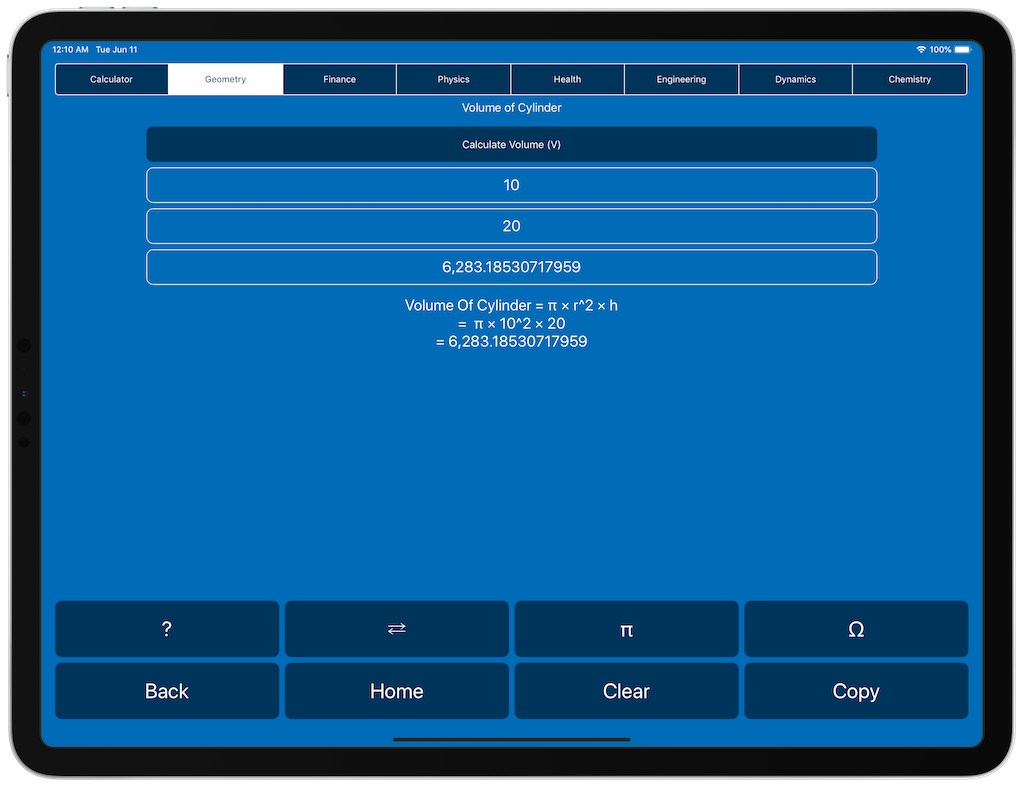 12:10 AM Tue Jun 11 100%
Calculator Geometry Finance Physics Health Engineering Dynamics Chemistry
Volume of Cylinder
Calculate Volume (V)
10
20
6,283.18530717959
Volume Of Cylinder = π × r^2 × h
= π × 10^2 × 20
= 6,283.18530717959
? ⇄ π Ω
Back Home Clear Copy